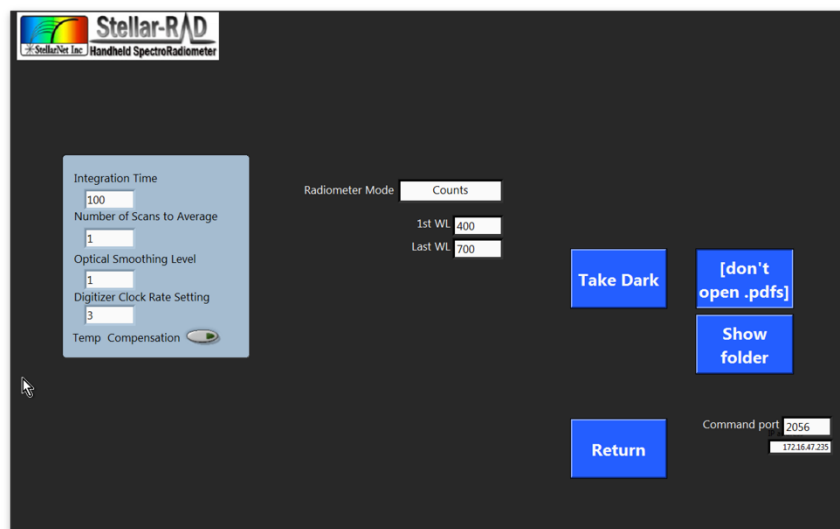 Stellar-RAD
StellarNet Inc
Handheld SpectroRadiometer
Integration Time
100
Number of Scans to Average
1
Optical Smoothing Level
1
Digitizer Clock Rate Setting
3
Temp Compensation
Radiometer Mode
Counts
1st WL
400
Last WL
700
Take Dark
[don't
open .pdfs]
Show
folder
Return
Command port
2056
172.16.47.235